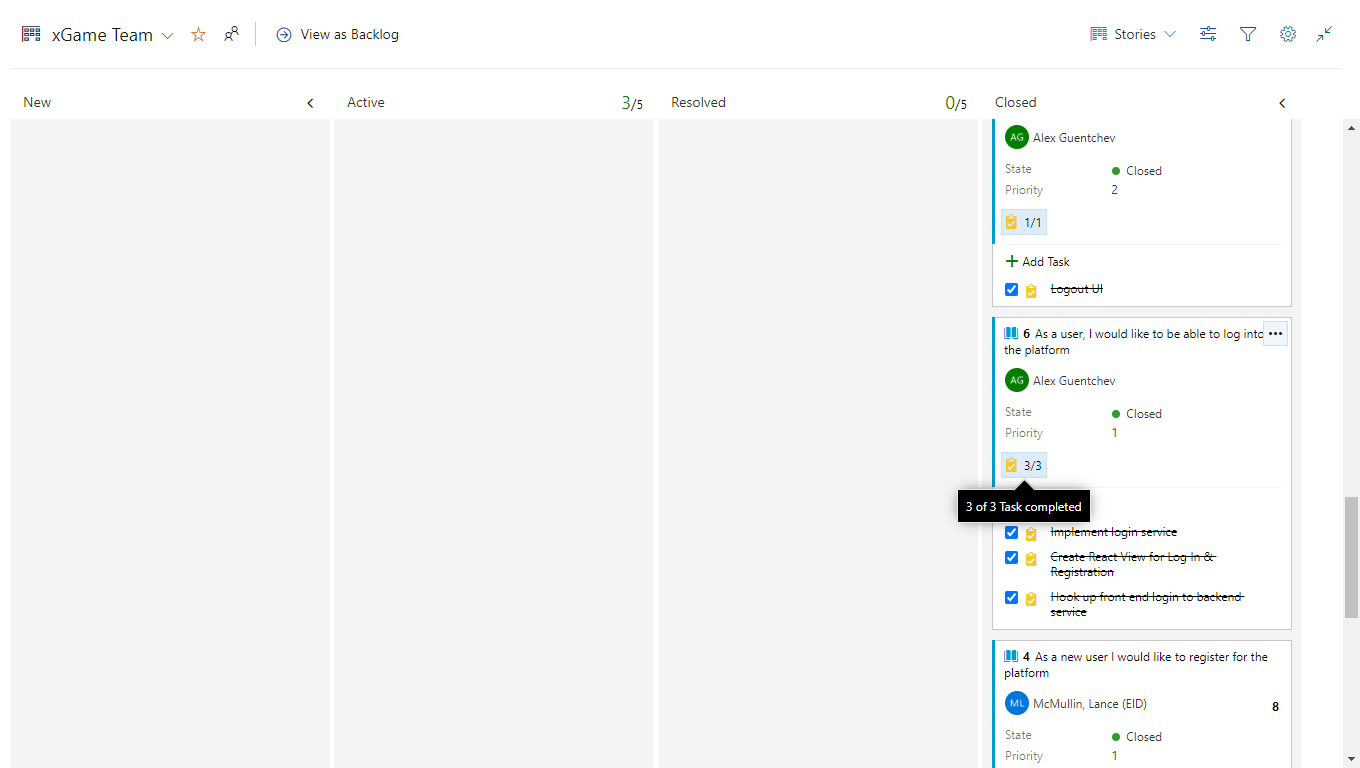 xGame Team
View as Backlog
Stories
New
Active
3/5
Resolved
0/5
Closed
AG Alex Guentchev
State Closed
Priority 2
1/1
Add Task
Logout UI
6 As a user, I would like to be able to log into
the platform
AG Alex Guentchev
State Closed
Priority 1
3/3
3 of 3 Task completed
Implement login service
Create React View for Log In &
Registration
Hook up front end login to backend
service
4 As a new user I would like to register for the
platform
ML McMullin, Lance (EID) 8
State Closed
Priority 1